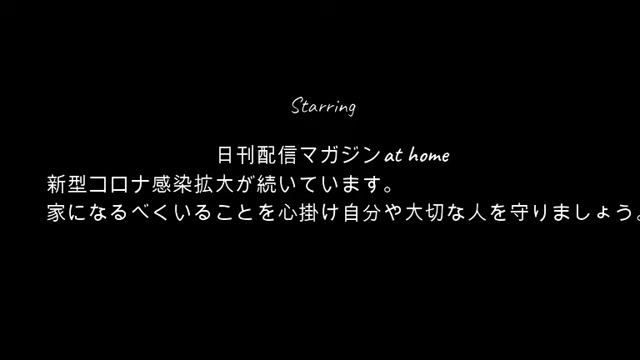 Starring
日刊配信マガジンat home
新型コロナ感染拡大が続いています。
家になるべくいることを心掛け自分や大切な人を守りましょう。